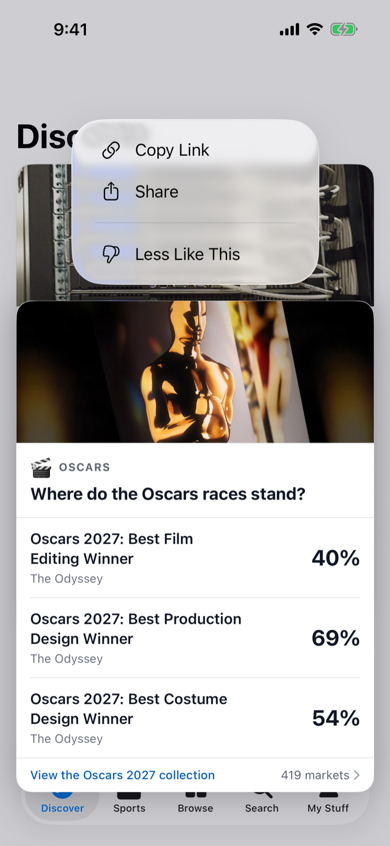 9:41
Copy Link
Share
Less Like This
OSCARS
Where do the Oscars races stand?
Oscars 2027: Best Film
Editing Winner
40%
The Odyssey
Oscars 2027: Best Production
Design Winner
69%
The Odyssey
Oscars 2027: Best Costume
Design Winner
54%
The Odyssey
View the Oscars 2027 collection
419 markets
Discover
Sports
Browse
Search
My Stuff